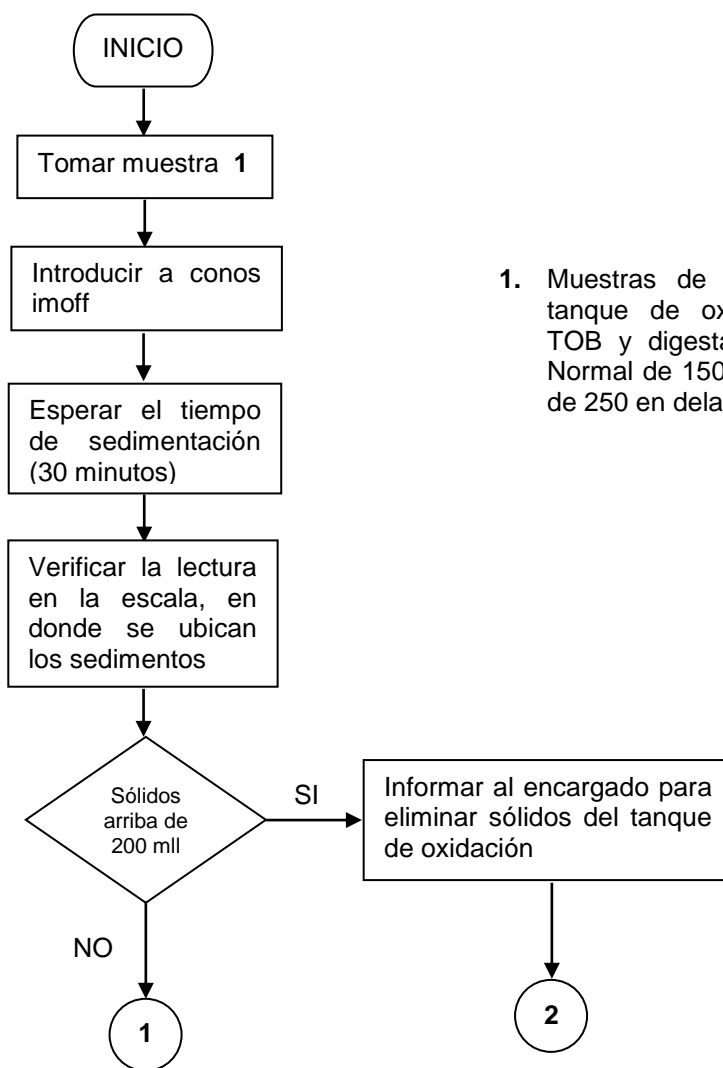 INICIO
Tomar muestra 1
Introducir a conos
imoff
1. Muestras de
tanque de
TOB y
Normal de 150
de 250 en
Esperar el tiempo
de sedimentación
(30 minutos)
Verificar la lectura
en la escala, en
donde se ubican
los sedimentos
Sólidos
arriba de
200 mll
SI
Informar al encargado para
eliminar sólidos del tanque
de oxidación
NO
1
2